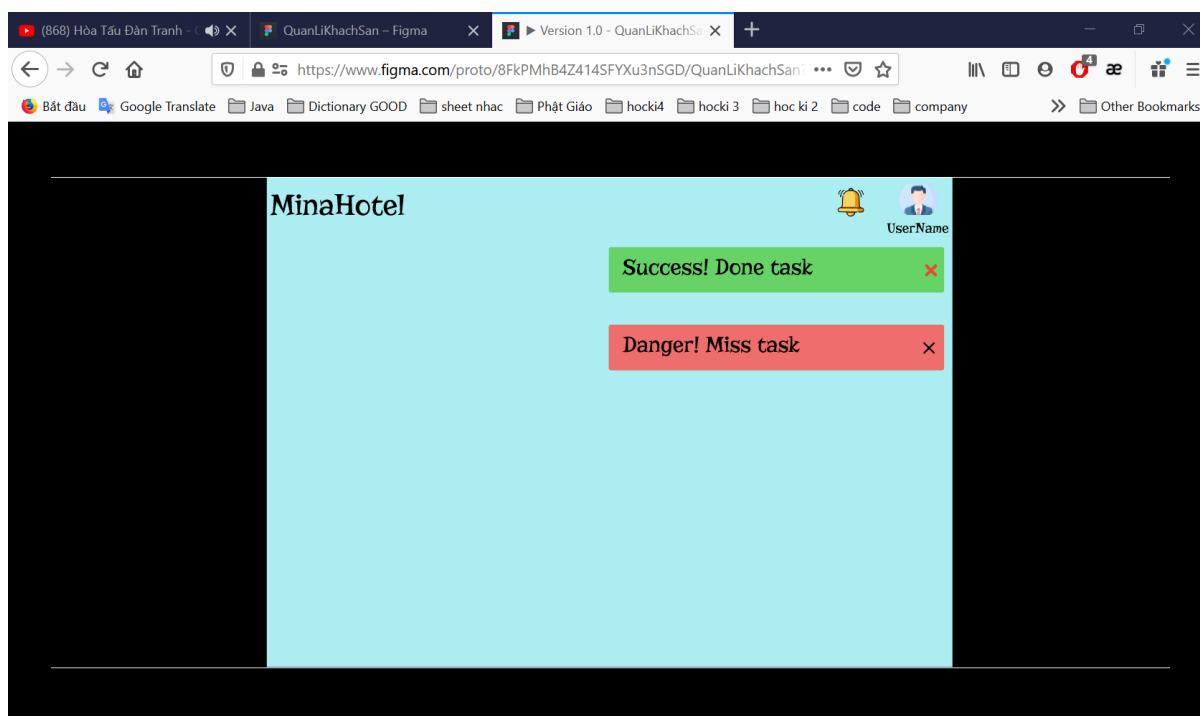 (868) Hòa Tấu Đàn Tranh -
QuanLiKhachSan – Figma
Version 1.0 - QuanLiKhachSa
https://www.figma.com/proto/8FkPMhB4Z414SFYXu3nSGD/QuanLiKhachSan?
4
æ
Bắt đầu
Google Translate
Java
Dictionary GOOD
sheet nhac
Phật Giáo
hocki4
hocki 3
hoc ki 2
code
company
Other Bookmarks
MinaHotel
UserName
Success! Done task
Danger! Miss task